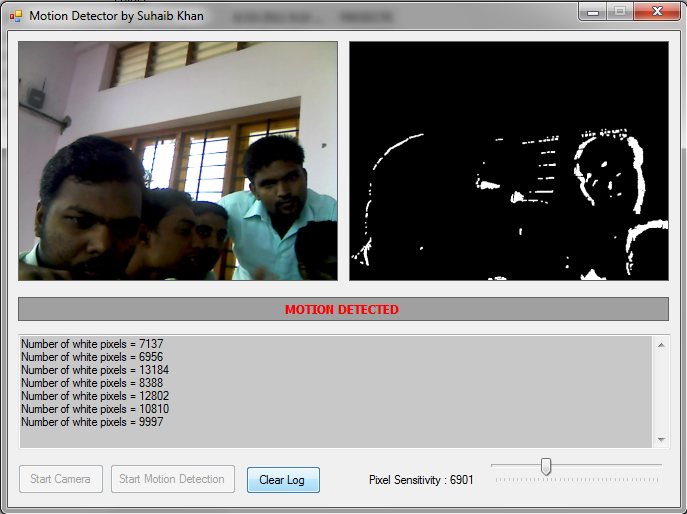 Motion Detector by Suhaib Khan
MOTION DETECTED
Number of white pixels = 7137
Number of white pixels = 6956
Number of white pixels = 13184
Number of white pixels = 8388
Number of white pixels = 12802
Number of white pixels = 10810
Number of white pixels = 9997
Start Camera
Start Motion Detection
Clear Log
Pixel Sensitivity : 6901